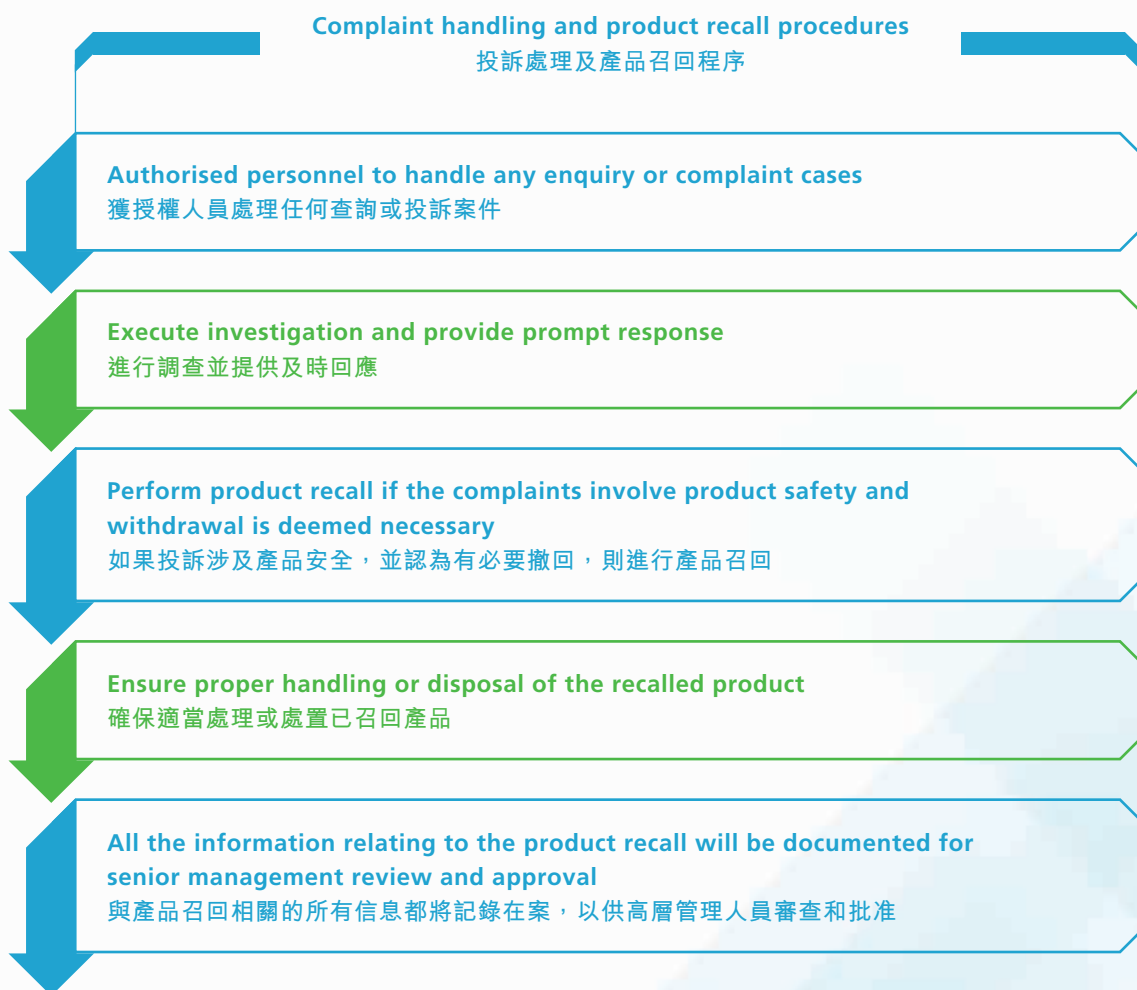 Complaint handling and product recall procedures
投訴處理及產品召回程序
Authorised personnel to handle any enquiry or complaint cases
獲授權人員處理任何查詢或投訴案件
Execute investigation and provide prompt response
進行調查並提供及時回應
Perform product recall if the complaints involve product safety and
withdrawal is deemed necessary
如果投訴涉及產品安全，並認為有必要撤回，則進行產品召回
Ensure proper handling or disposal of the recalled product
確保適當處理或處置已召回產品
All the information relating to the product recall will be documented for
senior management review and approval
與產品召回相關的所有信息都將記錄在案，以供高層管理人員審查和批准